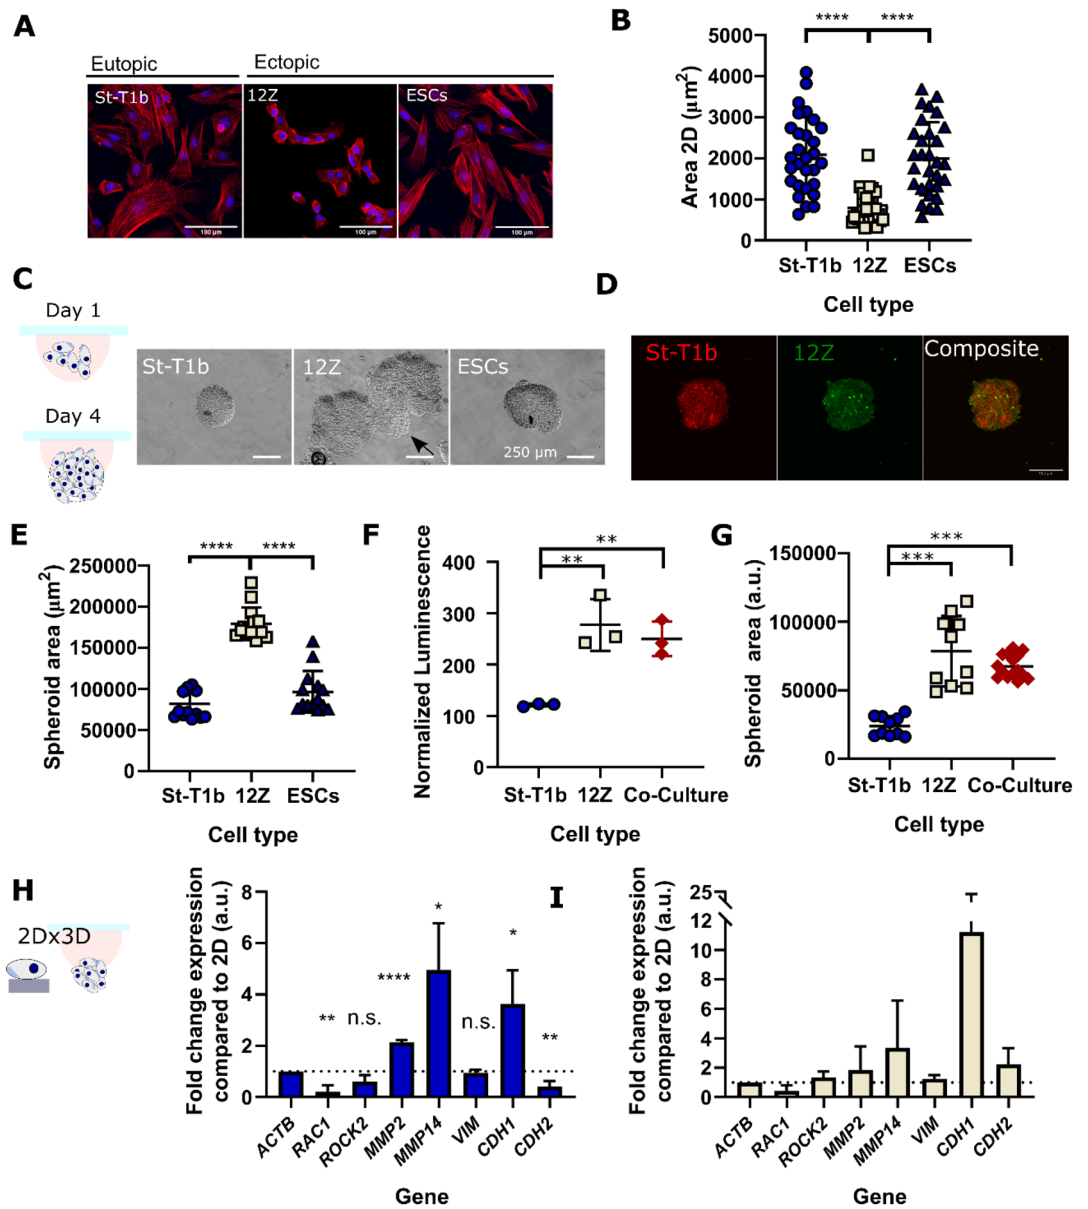 A
Eutopic
Ectopic
St-T1b
12Z
ESCs
100 µm
100 µm
100 µm
B
**** ****
Area 2D (µm²)
5000
4000
3000
2000
1000
0
St-T1b 12Z ESCs
Cell type
C
Day 1
Day 4
St-T1b
12Z
ESCs
250 µm
D
St-T1b
12Z
Composite
E
**** ****
Spheroid area (µm²)
250000
200000
150000
100000
50000
0
St-T1b 12Z ESCs
Cell type
F
**
**
Normalized Luminescence
400
300
200
100
0
St-T1b 12Z Co-Culture
Cell type
G
***
***
Spheroid area (a.u.)
150000
100000
50000
0
St-T1b 12Z Co-Culture
Cell type
H
2Dx3D
Fold change expression
compared to 2D (a.u.)
8
6
4
2
0
**
n.s.
****
*
n.s.
*
**
ACTB RAC1 ROCK2 MMP2 MMP14 VIM CDH1 CDH2
Gene
I
Fold change expression
compared to 2D (a.u.)
25
12
10
8
6
4
2
1
0
ACTB RAC1 ROCK2 MMP2 MMP14 VIM CDH1 CDH2
Gene